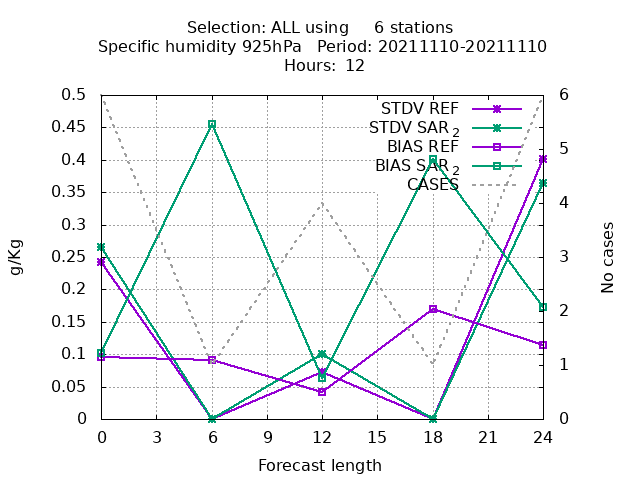 Selection: ALL using     6 stations
Specific humidity 925hPa   Period: 20211110-20211110
Hours: 12
0.5
0.45
0.4
0.35
0.3
0.25
0.2
0.15
0.1
0.05
0
g/Kg
STDV REF
STDV SAR2
BIAS REF
BIAS SAR2
CASES
6
5
4
3
2
1
0
No cases
0 3 6 9 12 15 18 21 24
Forecast length